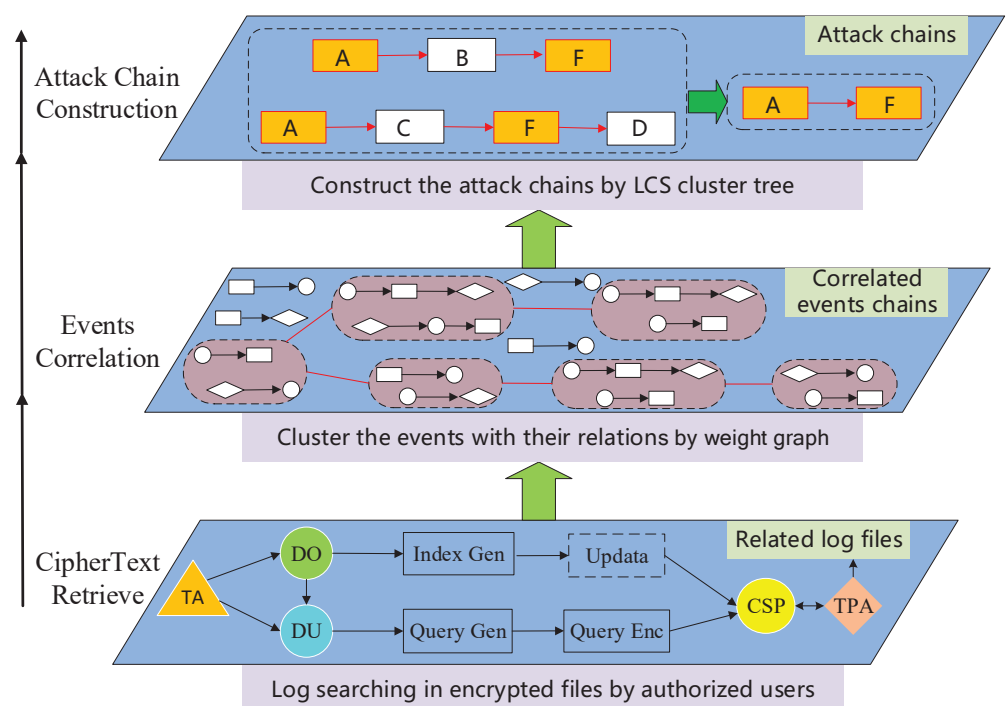 Attack chains
Attack Chain
Construction
A
B
F
A
C
F
D
A
F
Construct the attack chains by LCS cluster tree
Correlated
events chains
Events
Correlation
Cluster the events with their relations by weight graph
CipherText
Retrieve
Related log files
TA
DO
Index Gen
Updata
DU
Query Gen
Query Enc
CSP
TPA
Log searching in encrypted files by authorized users